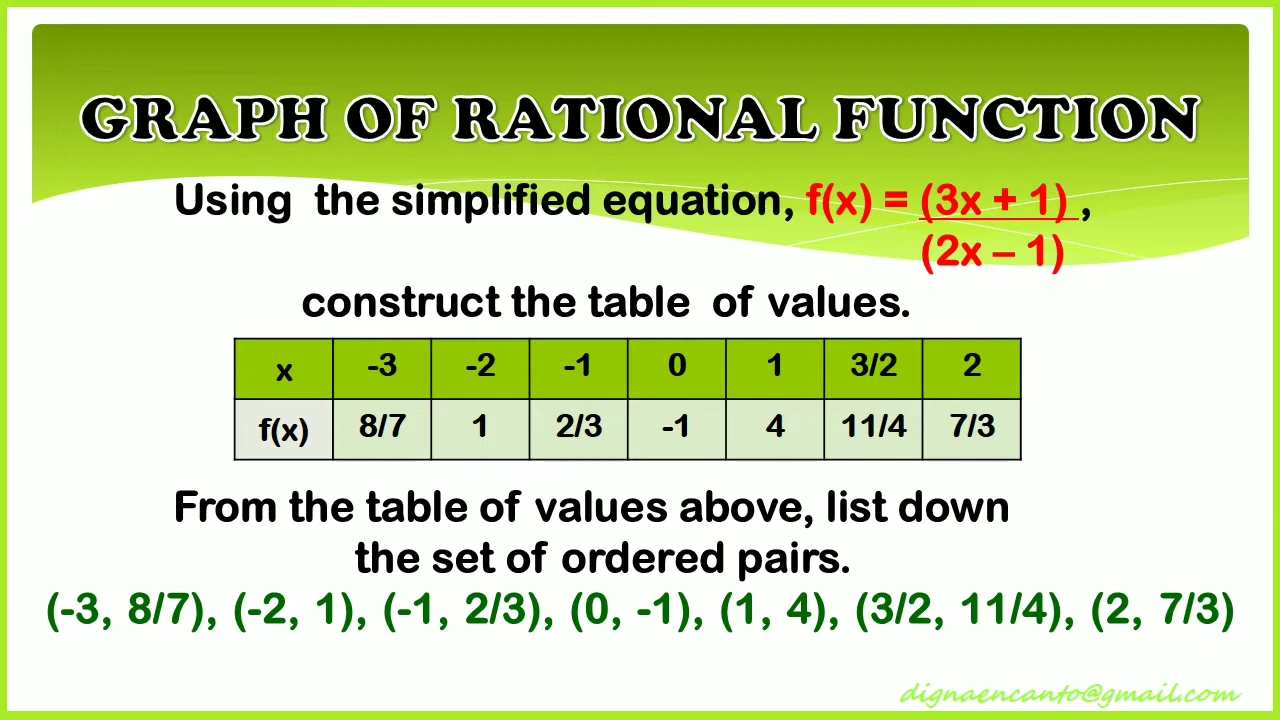 GRAPH OF RATIONAL FUNCTION
Using the simplified equation, f(x) = (3x + 1) ,
(2x – 1)
construct the table of values.
x -3 -2 -1 0 1 3/2 2
f(x) 8/7 1 2/3 -1 4 11/4 7/3
From the table of values above, list down
the set of ordered pairs.
(-3, 8/7), (-2, 1), (-1, 2/3), (0, -1), (1, 4), (3/2, 11/4), (2, 7/3)
dignaencanto@gmail.com